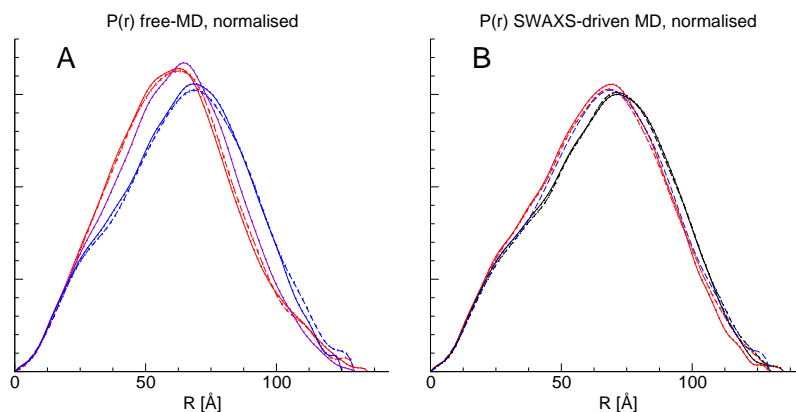 P(r) free-MD, normalised
P(r) SWAXS-driven MD, normalised
A
B
0
50
100
0
50
100
R [Å]
R [Å]